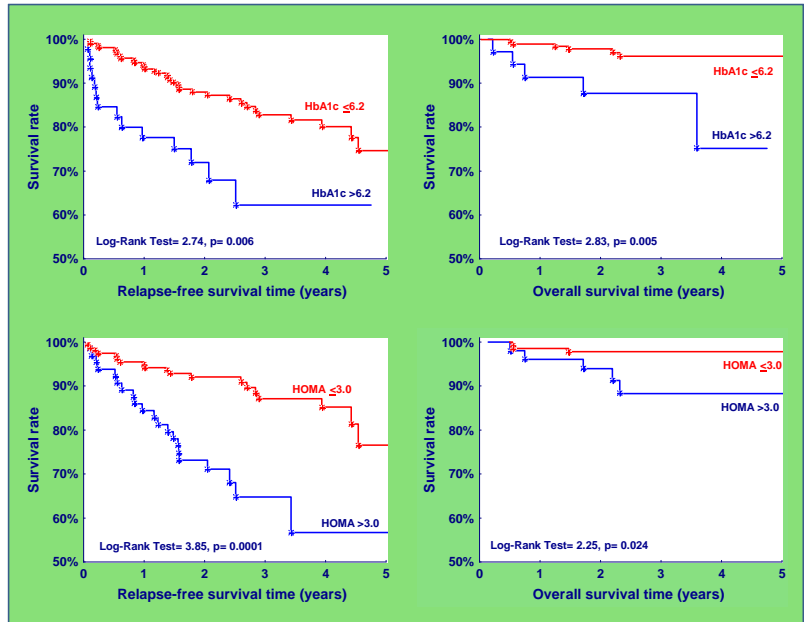 100%
90%
80%
70%
60%
50%
Survival rate
HbA1c ≤6.2
HbA1c >6.2
Log-Rank Test= 2.74, p= 0.006
0 1 2 3 4 5
Relapse-free survival time (years)
100%
90%
80%
70%
60%
50%
Survival rate
HbA1c ≤6.2
HbA1c >6.2
Log-Rank Test= 2.83, p= 0.005
0 1 2 3 4 5
Overall survival time (years)
100%
90%
80%
70%
60%
50%
Survival rate
HOMA ≤3.0
HOMA >3.0
Log-Rank Test= 3.85, p= 0.0001
0 1 2 3 4 5
Relapse-free survival time (years)
100%
90%
80%
70%
60%
50%
Survival rate
HOMA ≤3.0
HOMA >3.0
Log-Rank Test= 2.25, p= 0.024
0 1 2 3 4 5
Overall survival time (years)